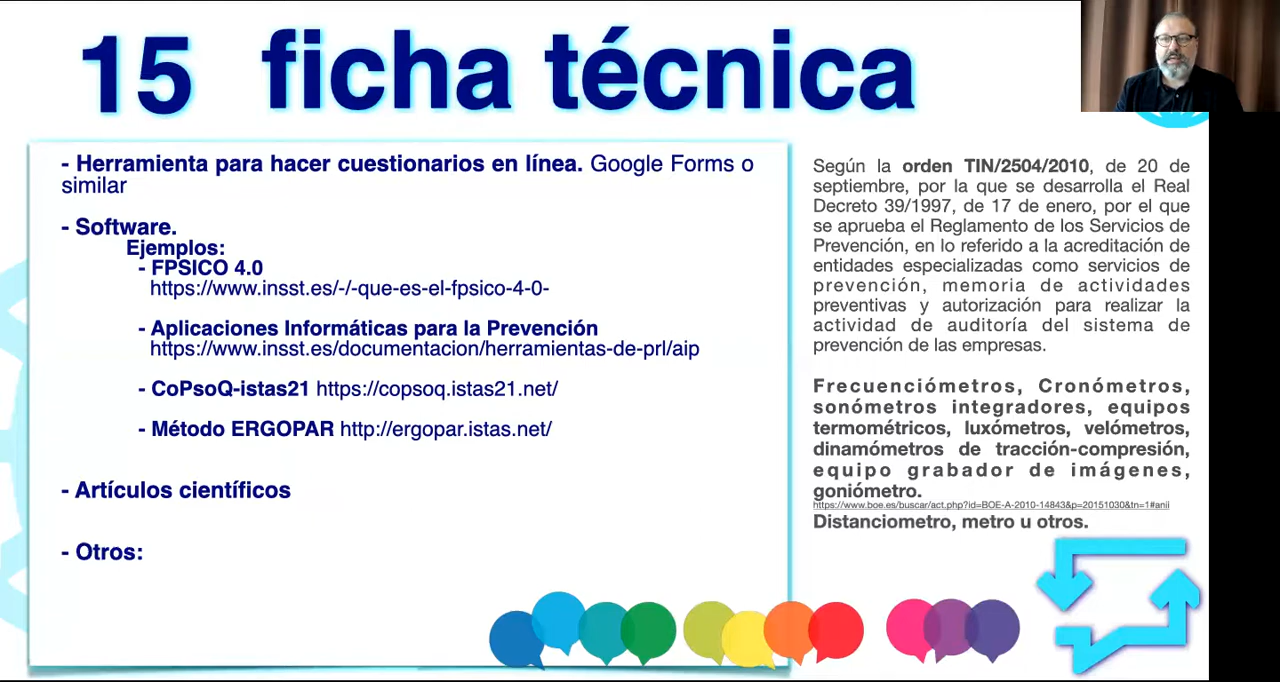 15 ficha técnica
- Herramienta para hacer cuestionarios en línea. Google Forms o
similar
- Software.
Ejemplos:
- FPSICO 4.0
https://www.insst.es/-/-que-es-el-fpsico-4-0-
- Aplicaciones Informáticas para la Prevención
https://www.insst.es/documentacion/herramientas-de-prl/aip
- CoPsoQ-istas21 https://copsoq.istas21.net/
- Método ERGOPAR http://ergopar.istas.net/
- Artículos científicos
- Otros:
Según la orden TIN/2504/2010, de 20 de
septiembre, por la que se desarrolla el Real
Decreto 39/1997, de 17 de enero, por el que
se aprueba el Reglamento de los Servicios de
Prevención, en lo referido a la acreditación de
entidades especializadas como servicios de
prevención, memoria de actividades
preventivas y autorización para realizar la
actividad de auditoría del sistema de
prevención de las empresas.
Frecuenciómetros, Cronómetros,
sonómetros integradores, equipos
termométricos, luxómetros, velómetros,
dinamómetros de tracción-compresión,
equipo grabador de imágenes,
goniómetro.
https://www.boe.es/buscar/act.php?id=BOE-A-2010-14843&p=20151030&tn=1#anii
Distanciometro, metro u otros.